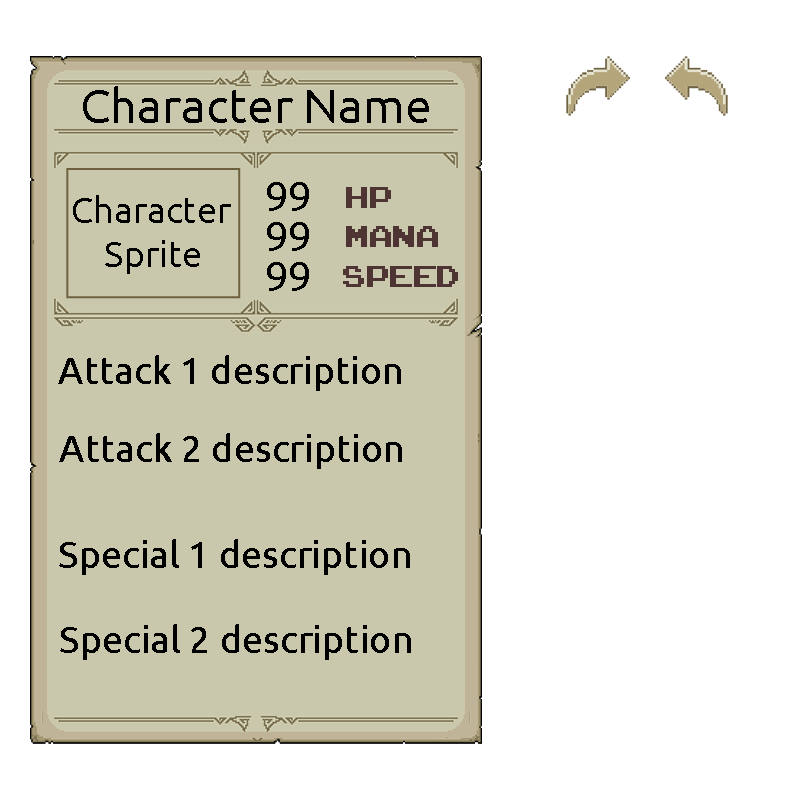 Character Name
Character
Sprite
99 HP
99 MANA
99 SPEED
Attack 1 description
Attack 2 description
Special 1 description
Special 2 description